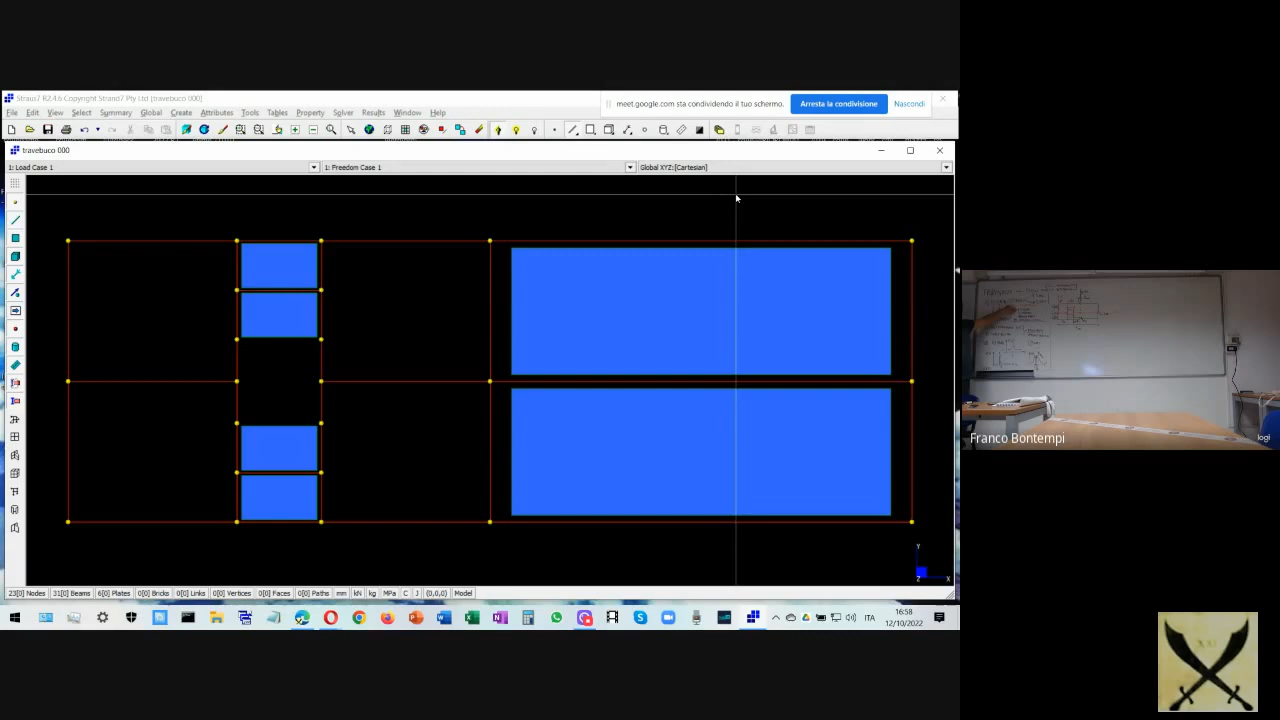 Straus7 R2.4.6 Copyright Strand7 Pty Ltd [travebuco 000]
meet.google.com sta condividendo il tuo schermo.
Arresta la condivisione
Nascondi
File Edit View Select Summary Global Create Attributes Tools Tables Property Solver Results Window Help
travebuco 000
1: Load Case 1
1: Freedom Case 1
Global XYZ:[Cartesian]
Franco Bontempi
logi
Y
Z
X
23[0] Nodes 31[0] Beams 6[0] Plates 0[0] Bricks 0[0] Links 0[0] Vertices 0[0] Faces 0[0] Paths mm kN kg MPa C J (0,0,0) Model
ITA
16:58
12/10/2022
XXI